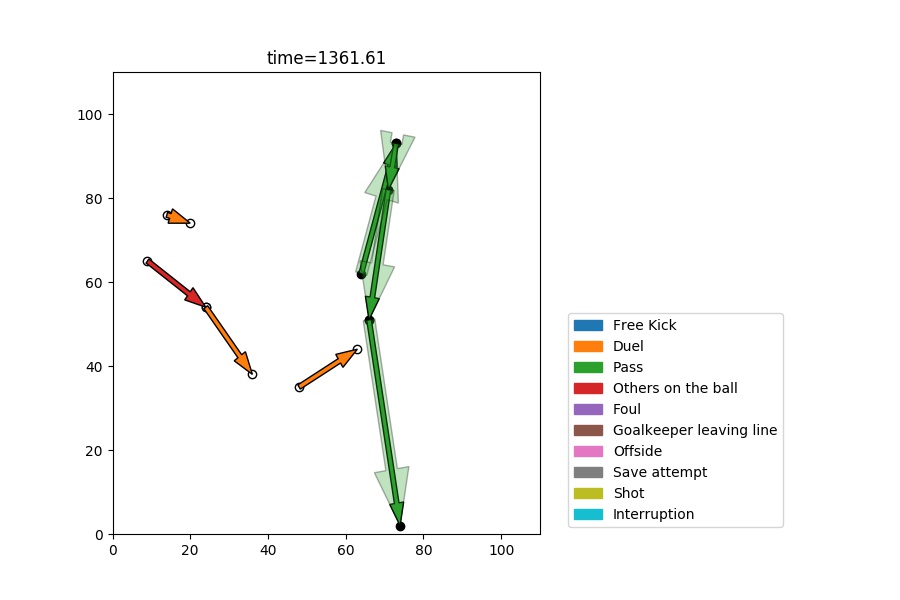 time=1361.61
100
80
60
40
20
0
0 20 40 60 80 100
Free Kick
Duel
Pass
Others on the ball
Foul
Goalkeeper leaving line
Offside
Save attempt
Shot
Interruption